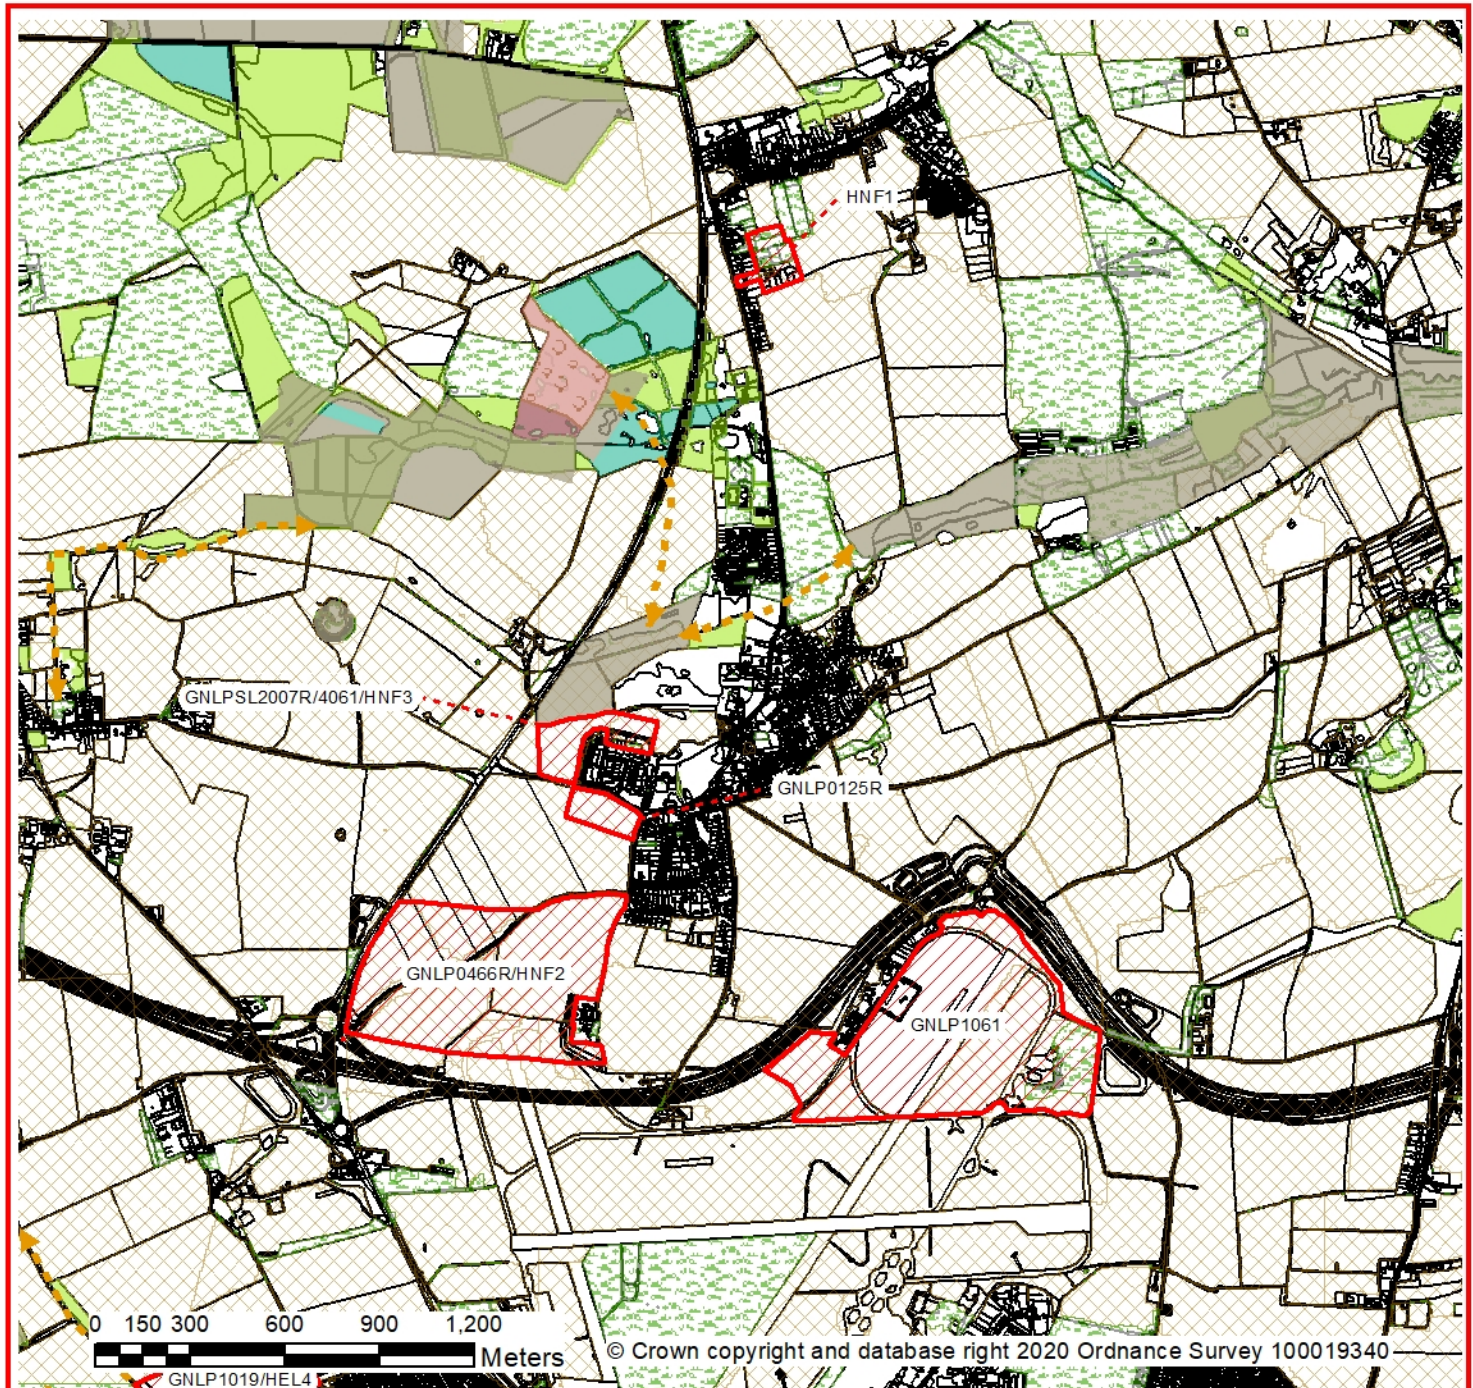 HNF1
GNLPSL2007R/4061/HNF3
GNLP0125R
GNLP0466R/HNF2
GNLP1061
0 150 300 600 900 1,200
Meters
© Crown copyright and database right 2020 Ordnance Survey 100019340
GNLP1019/HEL4